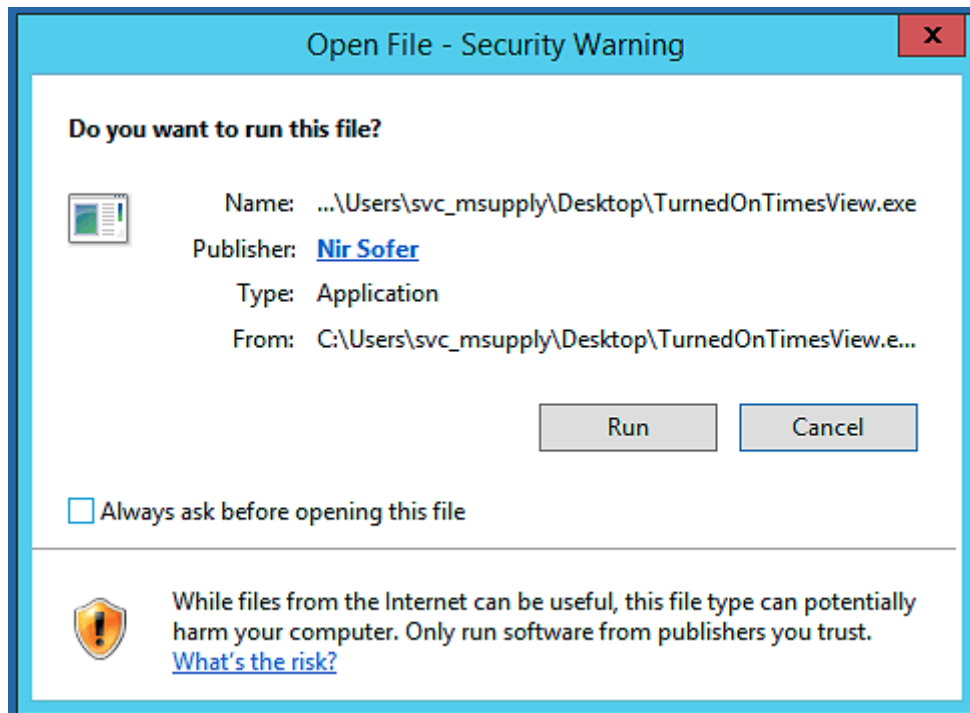 Open File - Security Warning
x
Do you want to run this file?
Name: ...\Users\svc_msupply\Desktop\TurnedOnTimesView.exe
Publisher: Nir Sofer
Type: Application
From: C:\Users\svc_msupply\Desktop\TurnedOnTimesView.e...
Run Cancel
Always ask before opening this file
While files from the Internet can be useful, this file type can potentially
harm your computer. Only run software from publishers you trust.
What's the risk?